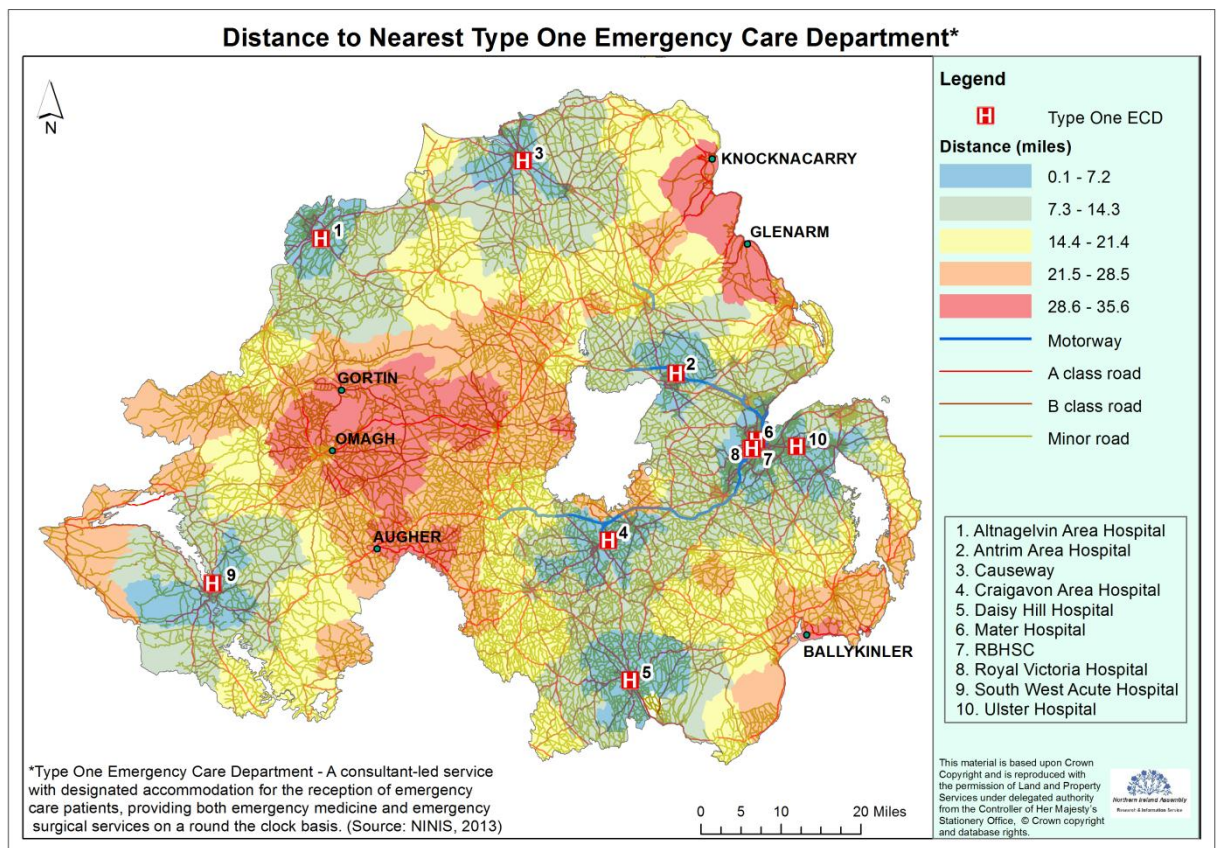 Distance to Nearest Type One Emergency Care Department*
N
1
2
3
4
5
6
7
8
9
10
KNOCKNACARRY
GLENARM
GORTIN
OMAGH
AUGHER
BALLYKINLER
H
H
H
H
H
H
H
H
H
*Type One Emergency Care Department - A consultant-led service
with designated accommodation for the reception of emergency
care patients, providing both emergency medicine and emergency
surgical services on a round the clock basis. (Source: NINIS, 2013)
0 5 10 20 Miles
Legend
H Type One ECD
Distance (miles)
0.1 - 7.2
7.3 - 14.3
14.4 - 21.4
21.5 - 28.5
28.6 - 35.6
Motorway
A class road
B class road
Minor road
1. Altnagelvin Area Hospital
2. Antrim Area Hospital
3. Causeway
4. Craigavon Area Hospital
5. Daisy Hill Hospital
6. Mater Hospital
7. RBHSC
8. Royal Victoria Hospital
9. South West Acute Hospital
10. Ulster Hospital
This material is based upon Crown
Copyright and is reproduced with
the permission of Land and Property
Services under delegated authority
from the Controller of Her Majesty's
Stationery Office, © Crown copyright
and database rights.
Northern Ireland Assembly
Research & Information Service